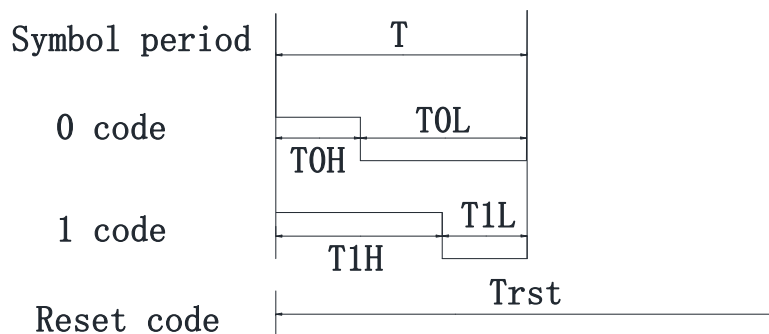 Symbol period T
0 code T0H T0L
1 code T1H T1L
Reset code Trst